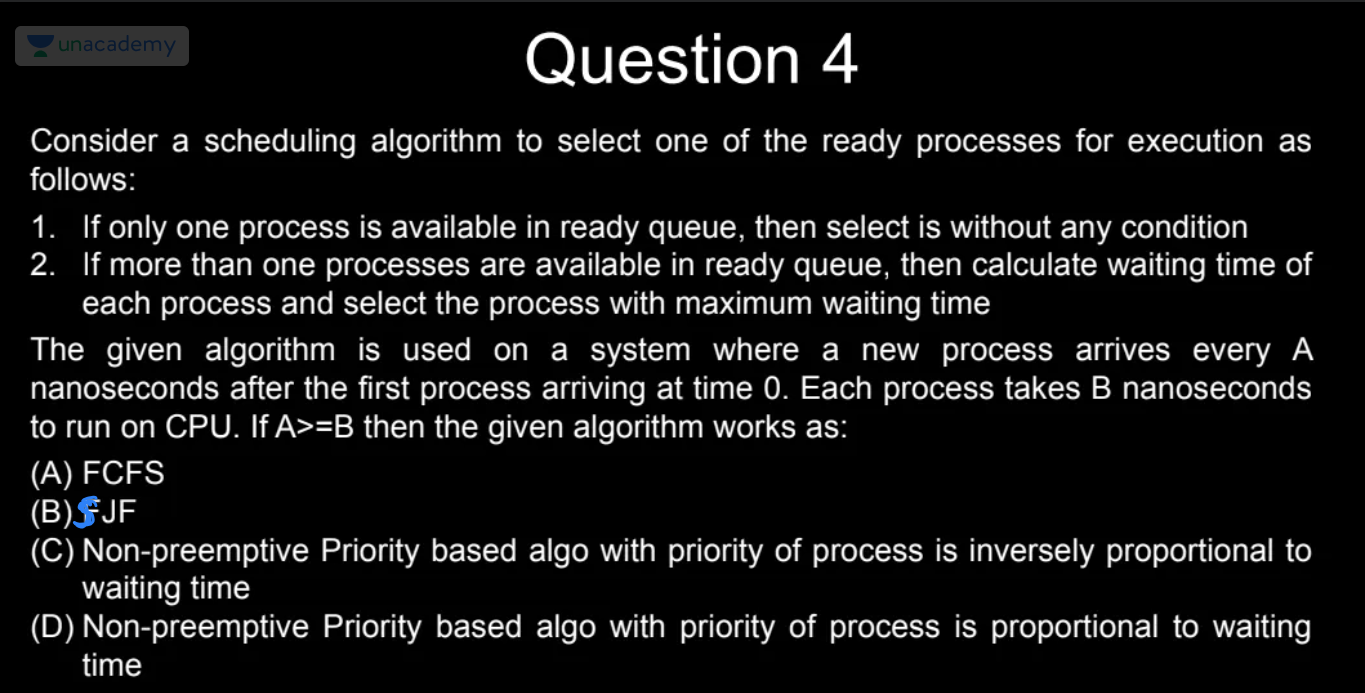 unacademy
Question 4
Consider a scheduling algorithm to select one of the ready processes for execution as
follows:
1. If only one process is available in ready queue, then select is without any condition
2. If more than one processes are available in ready queue, then calculate waiting time of
each process and select the process with maximum waiting time
The given algorithm is used on a system where a new process arrives every A
nanoseconds after the first process arriving at time 0. Each process takes B nanoseconds
to run on CPU. If A>=B then the given algorithm works as:
(A) FCFS
(B) SJF
(C) Non-preemptive Priority based algo with priority of process is inversely proportional to
waiting time
(D) Non-preemptive Priority based algo with priority of process is proportional to waiting
time